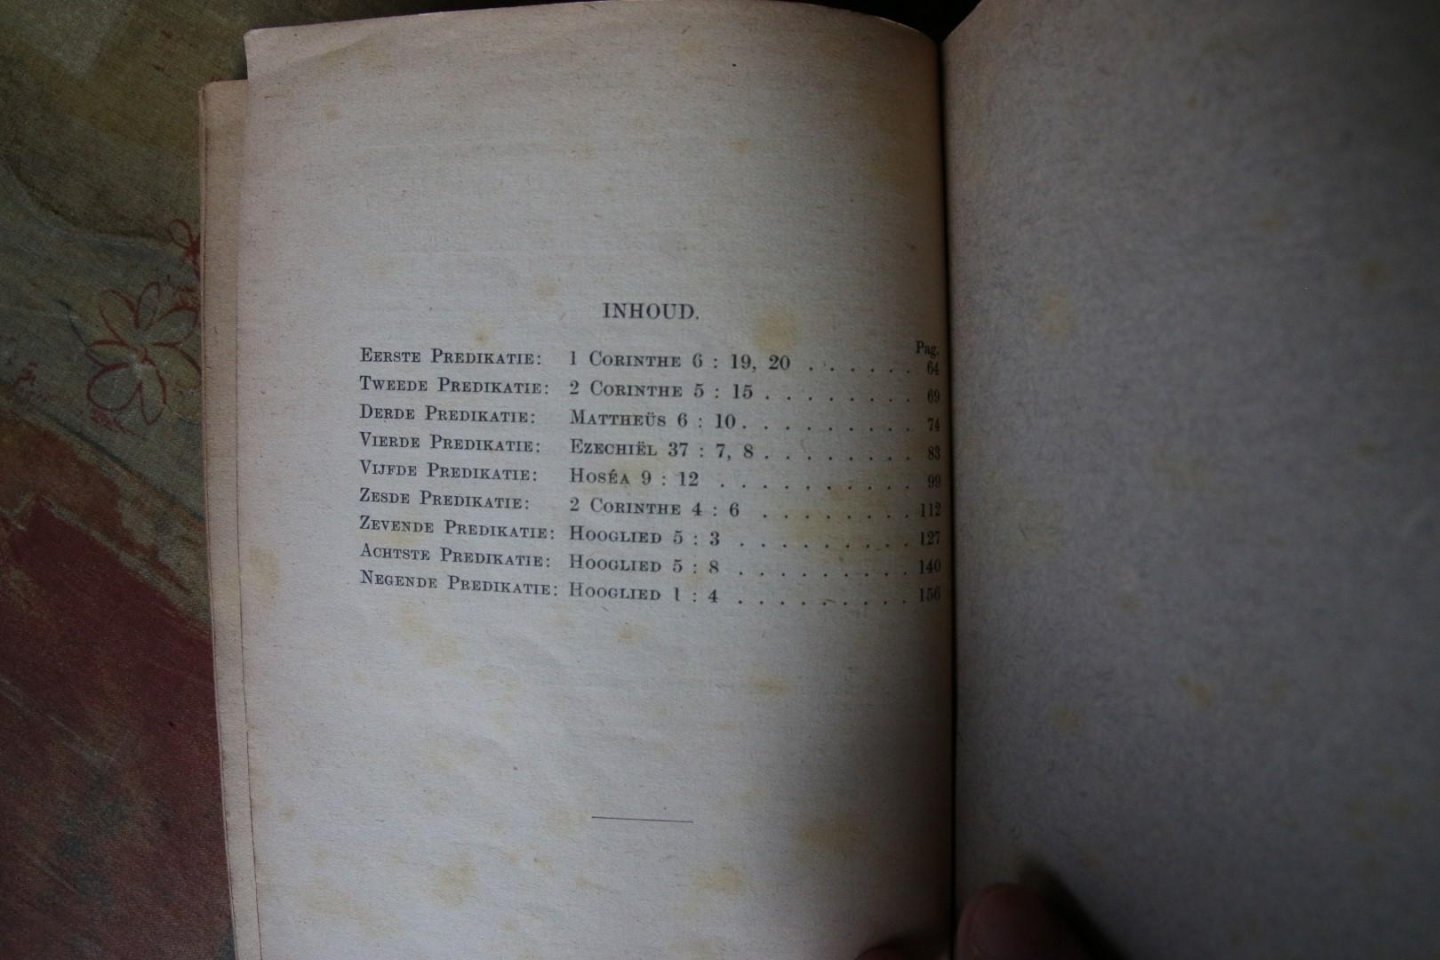 INHOUD.
Pag.
EERSTE PREDIKATIE: 1 CORINTHE 6 : 19, 20 . . . . . . 64
TWEEDE PREDIKATIE: 2 CORINTHE 5 : 15 . . . . . . . . 69
DERDE PREDIKATIE: MATTHEÜS 6 : 10 . . . . . . . . . 74
VIERDE PREDIKATIE: EZECHIËL 37 : 7, 8 . . . . . . . . 83
VIJFDE PREDIKATIE: HOSÉA 9 : 12 . . . . . . . . . . 99
ZESDE PREDIKATIE: 2 CORINTHE 4 : 6 . . . . . . . . 112
ZEVENDE PREDIKATIE: HOOGLIED 5 : 3 . . . . . . . . . 127
ACHTSTE PREDIKATIE: HOOGLIED 5 : 8 . . . . . . . . . 140
NEGENDE PREDIKATIE: HOOGLIED 1 : 4 . . . . . . . . . 156